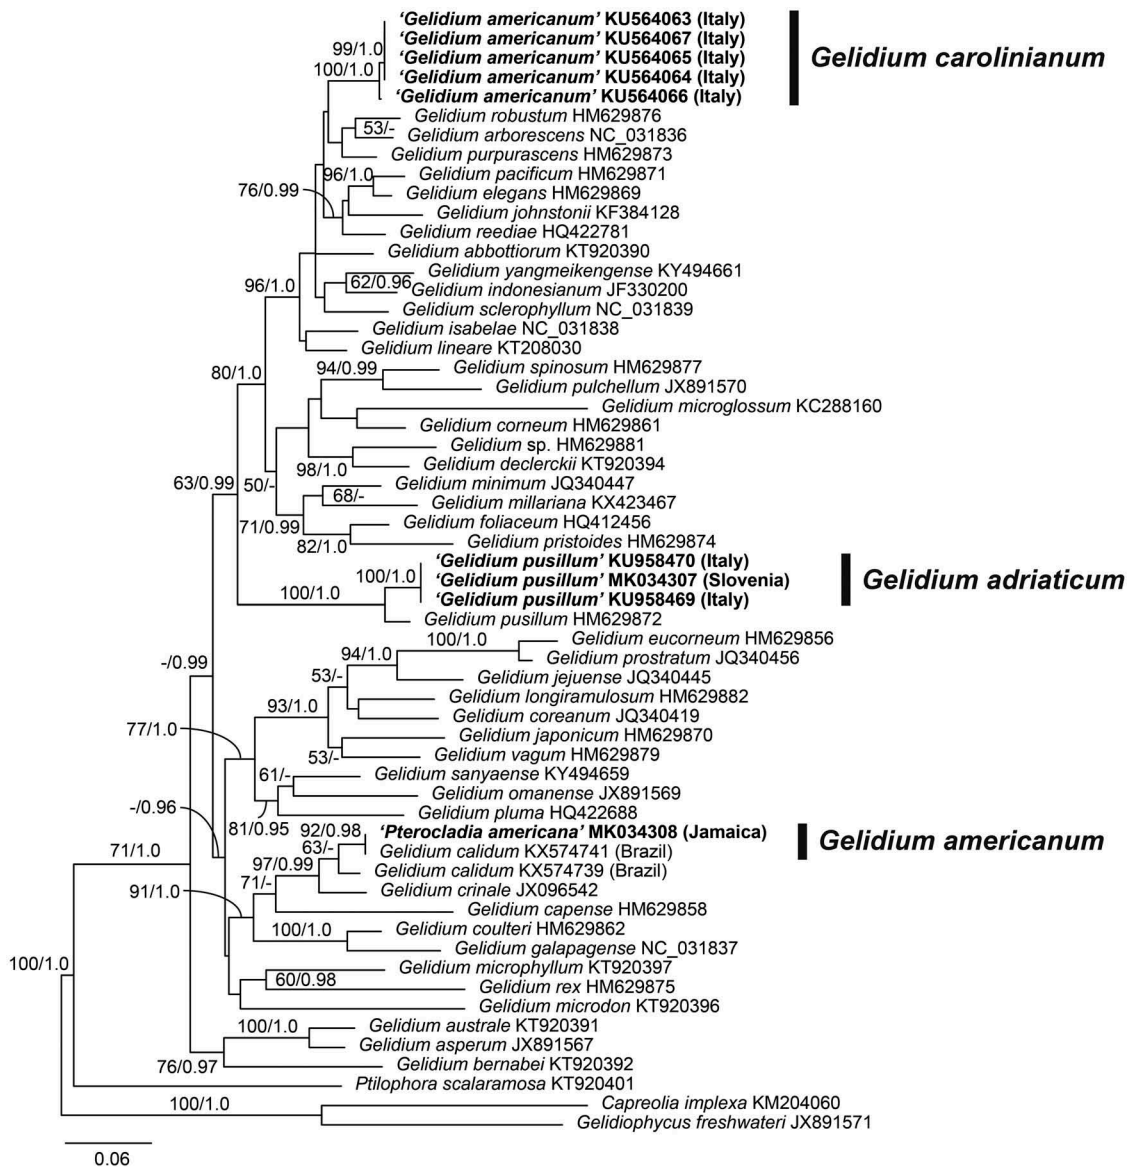 'Gelidium americanum' KU564063 (Italy)
'Gelidium americanum' KU564067 (Italy)
99/1.0
Gelidium carolinianum
'Gelidium americanum' KU564065 (Italy)
100/1.0
'Gelidium americanum' KU564064 (Italy)
'Gelidium americanum' KU564066 (Italy)
Gelidium robustum HM629876
53/-
Gelidium arborescens NC_031836
Gelidium purpurascens HM629873
96/1.0
Gelidium pacificum HM629871
76/0.99
Gelidium elegans HM629869
Gelidium johnstonii KF384128
Gelidium reediae HQ422781
Gelidium abbottiorum KT920390
Gelidium yangmeikengense KY494661
96/1.0
62/0.96
Gelidium indonesianum JF330200
Gelidium sclerophyllum NC_031839
Gelidium isabelae NC_031838
Gelidium lineare KT208030
80/1.0
94/0.99
Gelidium spinosum HM629877
Gelidium pulchellum JX891570
Gelidium microglossum KC288160
Gelidium corneum HM629861
Gelidium sp. HM629881
98/1.0
Gelidium declerckii KT920394
63/0.99
50/-
Gelidium minimum JQ340447
68/-
Gelidium millariana KX423467
71/0.99
Gelidium foliaceum HQ412456
82/1.0
Gelidium pristoides HM629874
'Gelidium pusillum' KU958470 (Italy)
100/1.0
'Gelidium pusillum' MK034307 (Slovenia)
Gelidium adriaticum
100/1.0
'Gelidium pusillum' KU958469 (Italy)
Gelidium pusillum HM629872
100/1.0
Gelidium eucorneum HM629856
94/1.0
Gelidium prostratum JQ340456
-/0.99
53/-
Gelidium jejuense JQ340445
93/1.0
Gelidium longiramulosum HM629882
Gelidium coreanum JQ340419
77/1.0
Gelidium japonicum HM629870
53/-
Gelidium vagum HM629879
61/-
Gelidium sanyaense KY494659
Gelidium omanense JX891569
-/0.96
Gelidium pluma HQ422688
81/0.95
92/0.98
'Pterocladia americana' MK034308 (Jamaica)
Gelidium americanum
71/1.0
63/-
Gelidium calidum KX574741 (Brazil)
97/0.99
Gelidium calidum KX574739 (Brazil)
91/1.0
71/-
Gelidium crinale JX096542
Gelidium capense HM629858
100/1.0
Gelidium coulteri HM629862
Gelidium galapagense NC_031837
100/1.0
Gelidium microphyllum KT920397
60/0.98
Gelidium rex HM629875
Gelidium microdon KT920396
100/1.0
Gelidium australe KT920391
Gelidium asperum JX891567
76/0.97
Gelidium bernabei KT920392
Ptilophora scalaramosa KT920401
100/1.0
Capreolia implexa KM204060
Gelidiophycus freshwateri JX891571
0.06